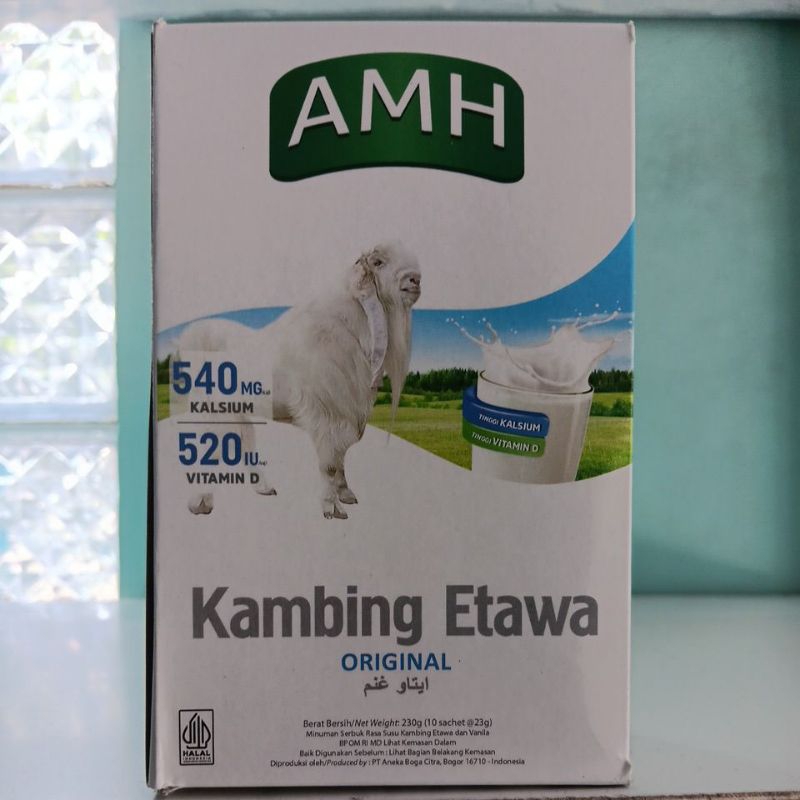 AMH
540 MG
KALSIUM
520 IU
VITAMIN D
TINGGI KALSIUM
TINGGI VITAMIN D
Kambing Etawa
ORIGINAL
ايتاو غنم
HALAL
INDONESIA
Berat Bersih/Net Weight: 230g (10 sachet @23g)
Minuman Serbuk Rasa Susu Kambing Etawa dan Vanila
BPOM RI MD Lihat Kemasan Dalam
Baik Digunakan Sebelum : Lihat Bagian Belakang Kemasan
Diproduksi oleh/Produced by : PT Aneka Boga Citra, Bogor 16710 - Indonesia